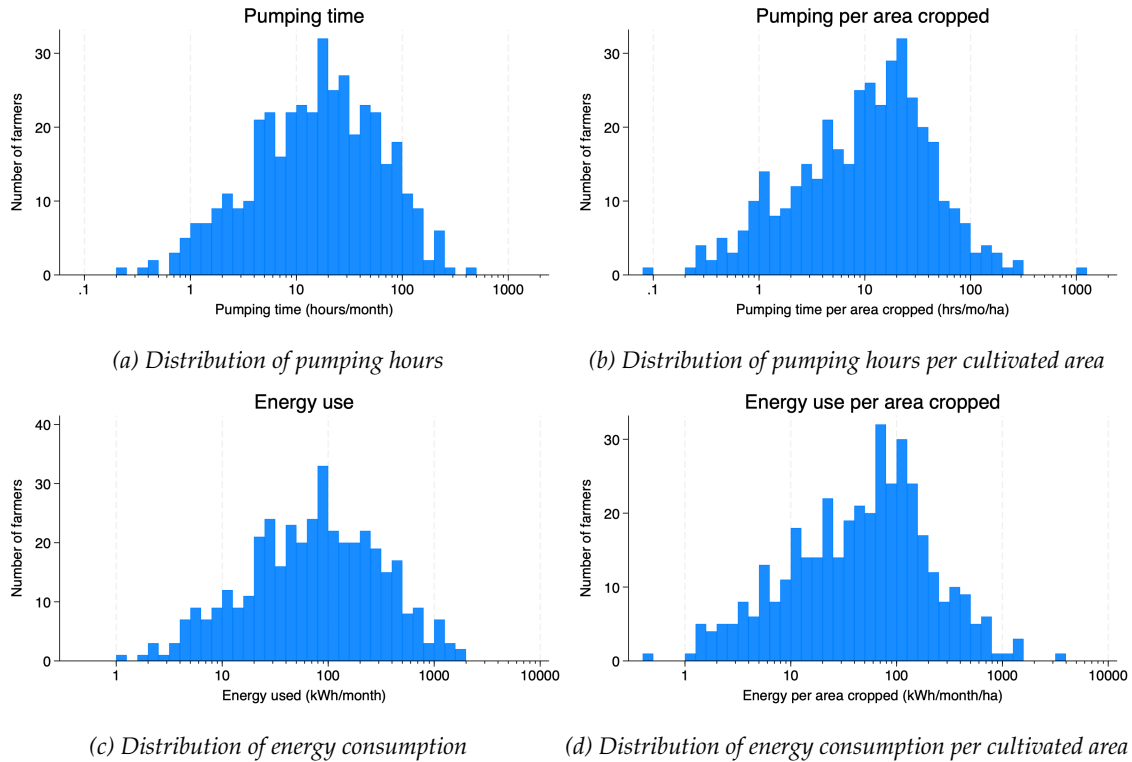 Pumping time
Number of farmers
30
20
10
0
.1 1 10 100 1000
Pumping time (hours/month)
(a) Distribution of pumping hours
Pumping per area cropped
Number of farmers
30
20
10
0
.1 1 10 100 1000
Pumping time per area cropped (hrs/mo/ha)
(b) Distribution of pumping hours per cultivated area
Energy use
Number of farmers
40
30
20
10
0
1 10 100 1000 10000
Energy used (kWh/month)
(c) Distribution of energy consumption
Energy use per area cropped
Number of farmers
30
20
10
0
1 10 100 1000 10000
Energy per area cropped (kWh/month/ha)
(d) Distribution of energy consumption per cultivated area